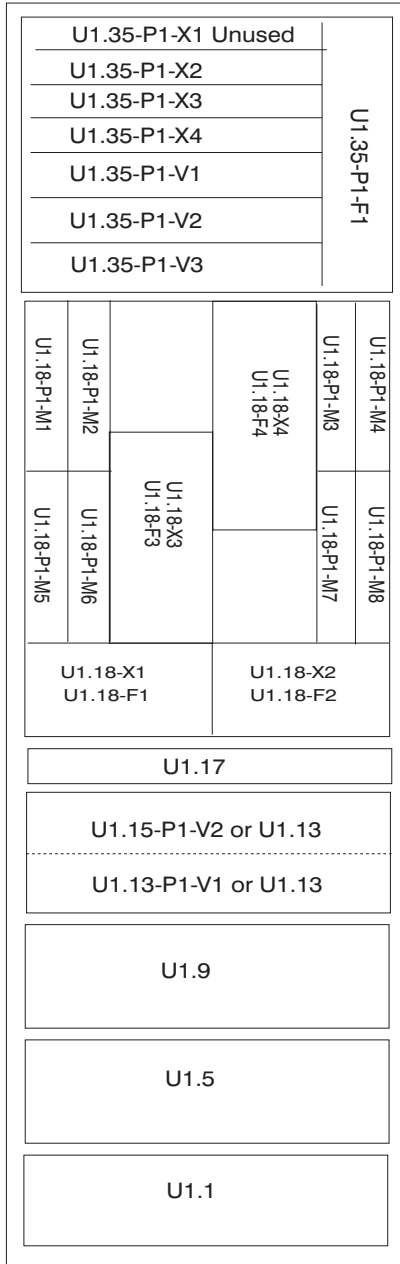 U1.35-P1-X1 Unused
U1.35-P1-X2
U1.35-P1-X3
U1.35-P1-X4
U1.35-P1-V1
U1.35-P1-V2
U1.35-P1-V3
U1.35-P1-F1
U1.18-P1-M1
U1.18-P1-M2
U1.18-X4
U1.18-F4
U1.18-P1-M3
U1.18-P1-M4
U1.18-P1-M5
U1.18-P1-M6
U1.18-X3
U1.18-F3
U1.18-P1-M7
U1.18-P1-M8
U1.18-X1
U1.18-F1
U1.18-X2
U1.18-F2
U1.17
U1.15-P1-V2 or U1.13
U1.13-P1-V1 or U1.13
U1.9
U1.5
U1.1